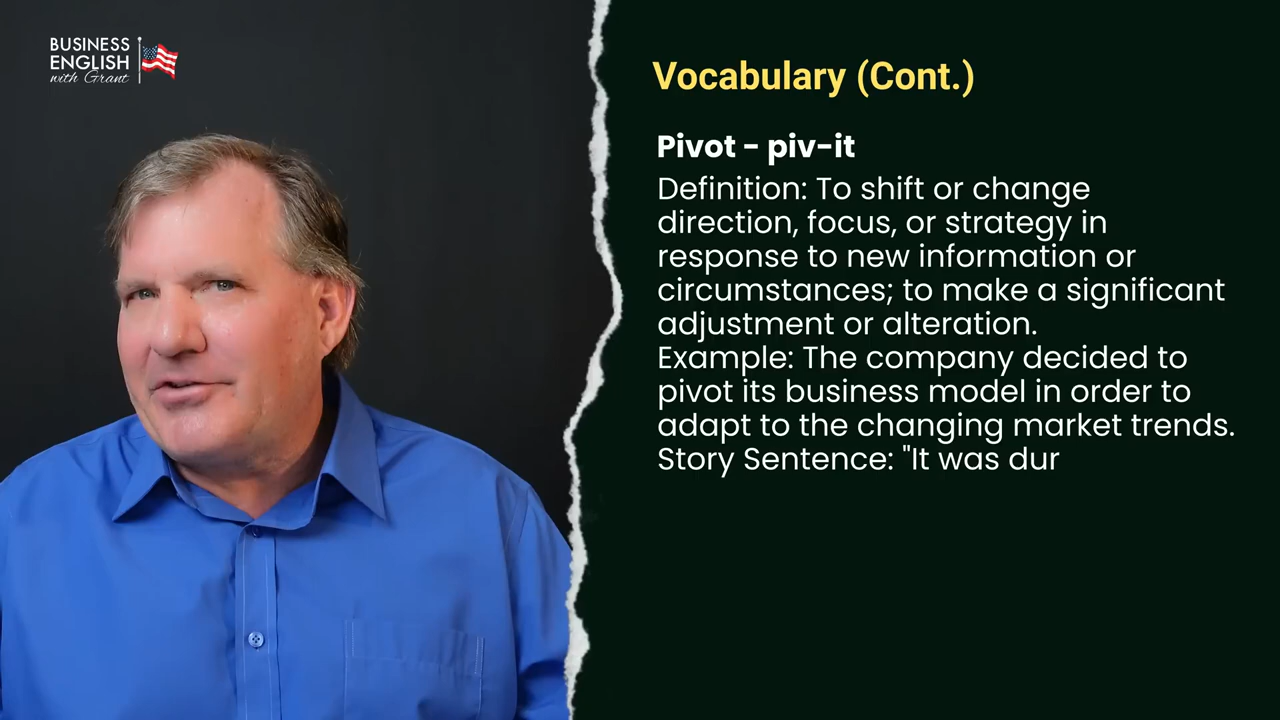 BUSINESS
ENGLISH
with Grant
Vocabulary (Cont.)
Pivot - piv-it
Definition: To shift or change
direction, focus, or strategy in
response to new information or
circumstances; to make a significant
adjustment or alteration.
Example: The company decided to
pivot its business model in order to
adapt to the changing market trends.
Story Sentence: "It was dur